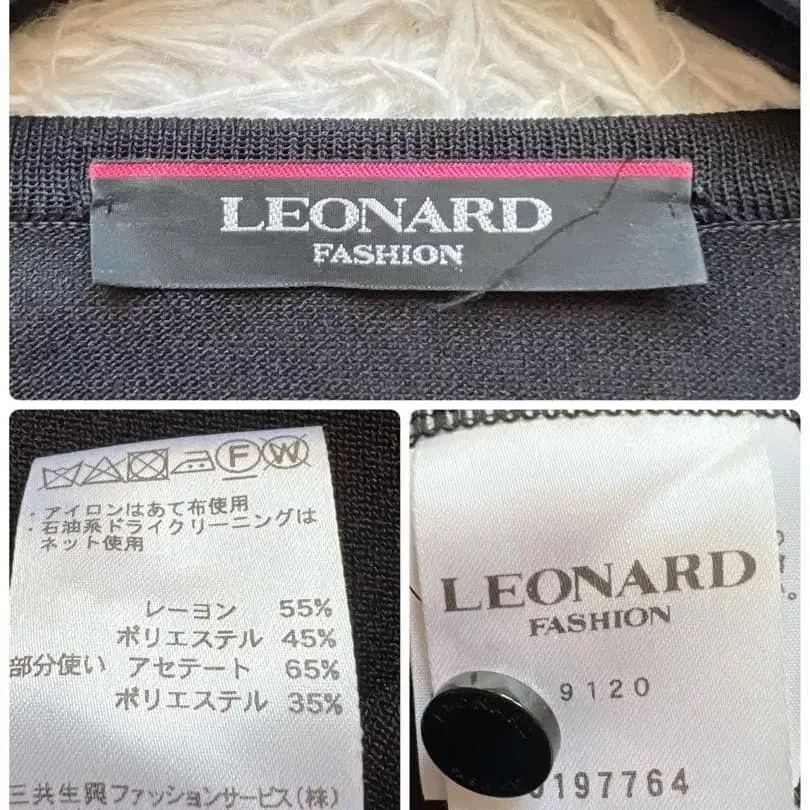 LEONARD
FASHION
F W
・アイロンはあて布使用
・石油系ドライクリーニングは
ネット使用
レーヨン 55%
ポリエステル 45%
部分使い アセテート 65%
ポリエステル 35%
三共生興ファッションサービス(株)
LEONARD
FASHION
9120
197764